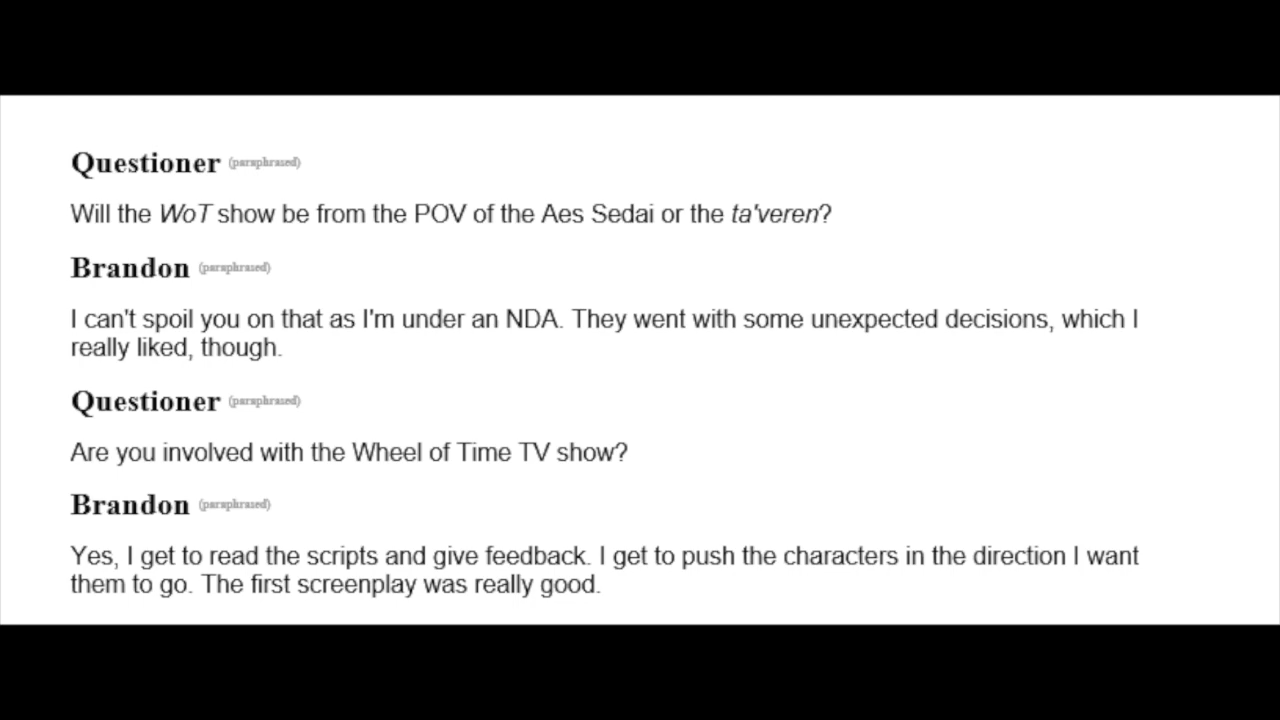 Questioner (paraphrased)
Will the WoT show be from the POV of the Aes Sedai or the ta'veren?
Brandon (paraphrased)
I can't spoil you on that as I'm under an NDA. They went with some unexpected decisions, which I
really liked, though.
Questioner (paraphrased)
Are you involved with the Wheel of Time TV show?
Brandon (paraphrased)
Yes, I get to read the scripts and give feedback. I get to push the characters in the direction I want
them to go. The first screenplay was really good.